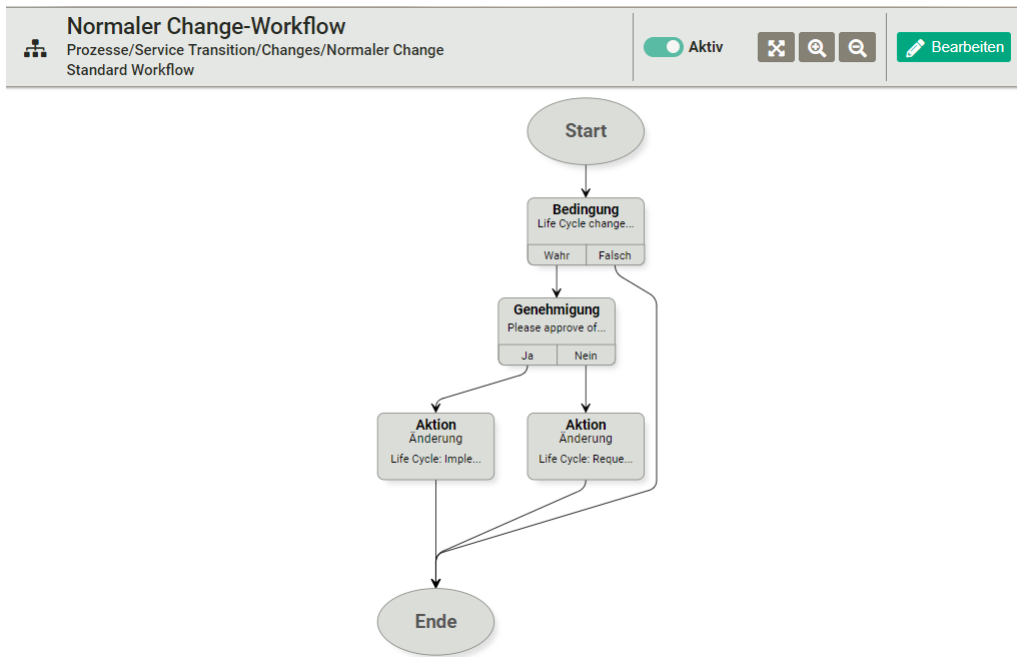 Normaler Change-Workflow
Prozesse/Service Transition/Changes/Normaler Change
Standard Workflow
Aktiv
Bearbeiten
Start
Bedingung
Life Cycle change...
Wahr Falsch
Genehmigung
Please approve of...
Ja Nein
Aktion
Änderung
Life Cycle: Imple...
Aktion
Änderung
Life Cycle: Reque...
Ende